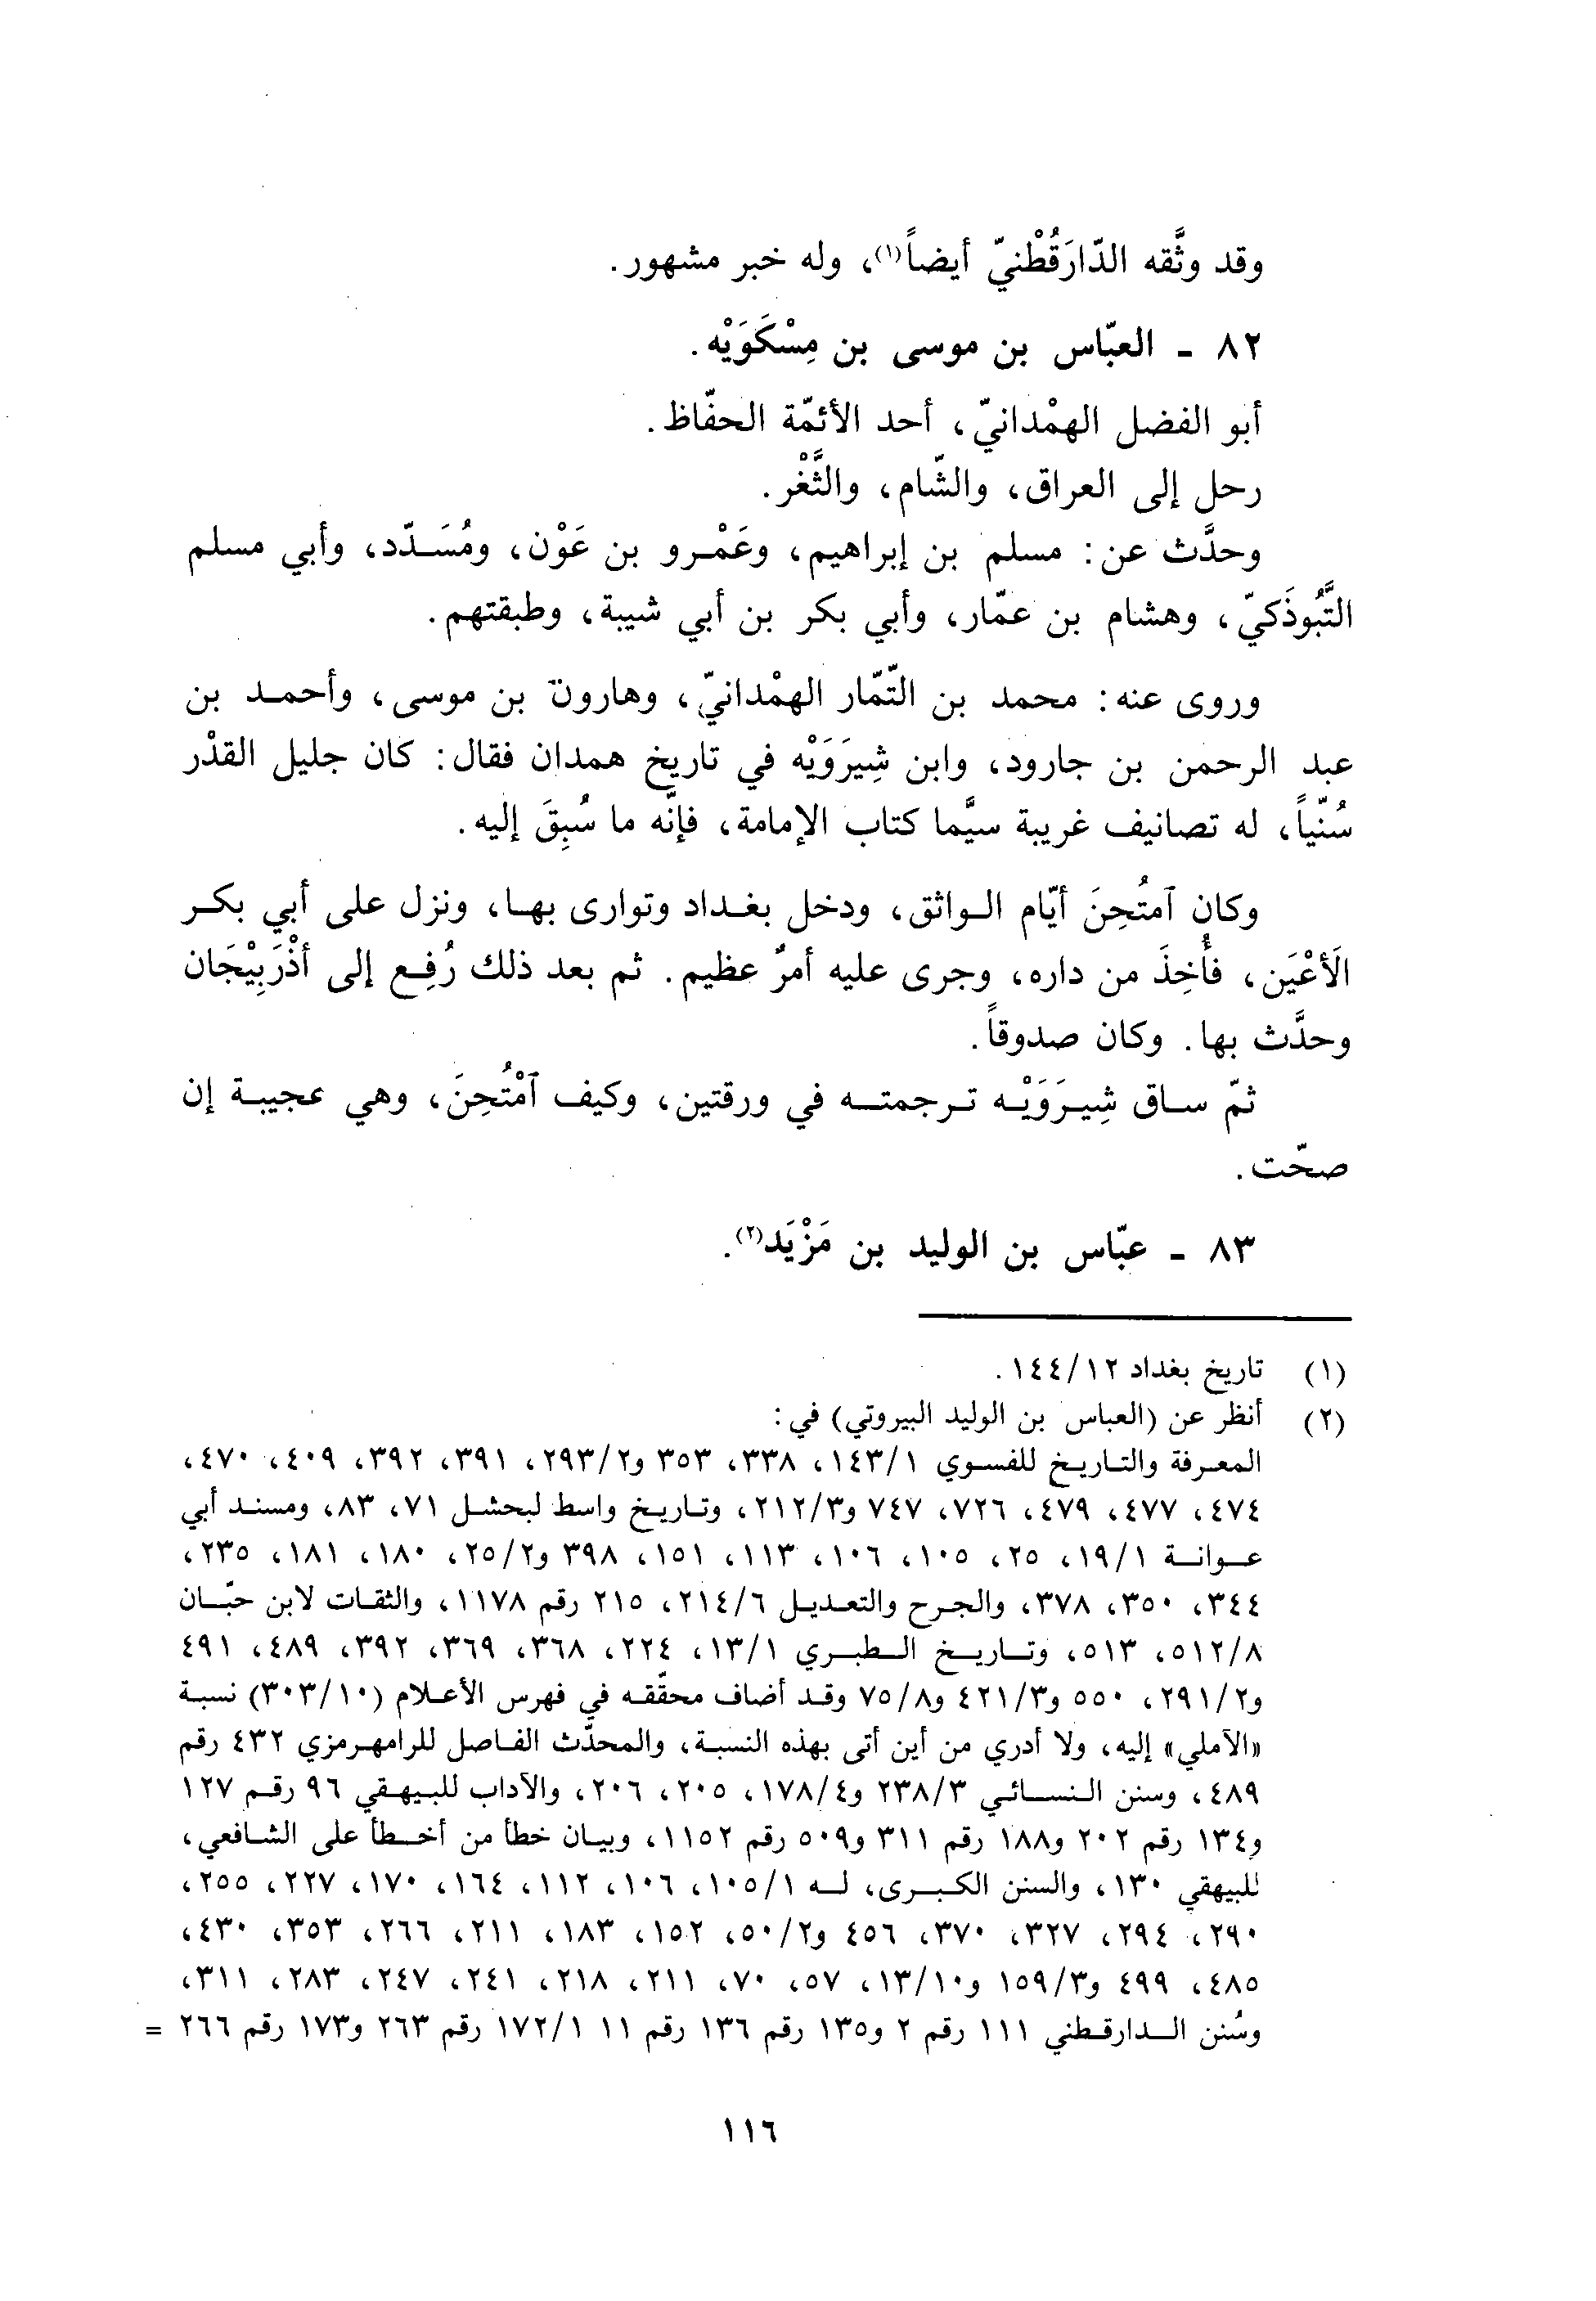 وقد وثَّقه الدّارَقُطْنيّ أيضاً(١)، وله خبر مشهور.
٨٢ - العبّاس بن موسى بن مِسْكَوَيْه.
أبو الفضل الهمْدانيّ، أحد الأئمّة الحفّاظ.
رحل إلى العراق، والشّام، والثَّغْر.
وحدَّث عن: مسلم بن إبراهيم، وعَمْرو بن عَوْن، ومُسَدّد، وأبي مسلم
التَّبُوذَكيّ، وهشام بن عمّار، وأبي بكر بن أبي شيبة، وطبقتهم.
وروى عنه: محمد بن التّمّار الهمْدانيّ، وهارون بن موسى، وأحمد بن
عبد الرحمن بن جارود، وابن شِيرَوَيْه في تاريخ همدان فقال: كان جليل القدْر
سُنّياً، له تصانيف غريبة سيَّما كتاب الإمامة، فإنّه ما سُبِقَ إليه.
وكان آمتُحِنَ أيّام الواثق، ودخل بغداد وتوارى بها، ونزل على أبي بكر
الَأعْيَن، فأُخِذَ من داره، وجرى عليه أمرٌ عظيم. ثم بعد ذلك رُفِع إلى أذْرَبِيْجَان
وحدَّث بها. وكان صدوقاً.
ثمّ ساق شِيرَوَيْه ترجمته في ورقتين، وكيف آمْتُحِنَ، وهي عجيبة إن
صحّت.
٨٣ - عبّاس بن الوليد بن مَزْيَد(٢).
(١) تاريخ بغداد ١٢/١٤٤.
(٢) أنظر عن (العباس بن الوليد البيروتي) في:
المعرفة والتاريخ للفسوي ١/١٤٣، ٣٣٨، ٣٥٣ و٢/٢٩٣، ٣٩١، ٣٩٢، ٤٠٩، ٤٧٠،
٤٧٤، ٤٧٧، ٤٧٩، ٧٢٦، ٧٤٧ و٣/٢١٢، وتاريخ واسط لبحشل ٧١، ٨٣، ومسند أبي
عوانة ١/١٩، ٢٥، ١٠٥، ١٠٦، ١١٣، ١٥١، ٣٩٨ و٢/٢٥، ١٨٠، ١٨١، ٢٣٥،
٣٤٤، ٣٥٠، ٣٧٨، والجرح والتعديل ٦/٢١٤، ٢١٥ رقم ١١٧٨، والثقات لابن حبّان
٨/٥١٢، ٥١٣، وتاريخ الطبري ١/١٣، ٢٢٤، ٣٦٨، ٣٦٩، ٣٩٢، ٤٨٩، ٤٩١
و٢/٢٩١، ٥٥٠ و٣/٤٢١ و٨/٧٥ وقد أضاف محقّقه في فهرس الأعلام (١٠/٣٠٣) نسبة
«الآملي» إليه، ولا أدري من أين أتى بهذه النسبة، والمحدّث الفاصل للرامهرمزي ٤٣٢ رقم
٤٨٩، وسنن النسائي ٣/٢٣٨ و٤/١٧٨، ٢٠٥، ٢٠٦، والآداب للبيهقي ٩٦ رقم ١٢٧
و١٣٤ رقم ٢٠٢ و١٨٨ رقم ٣١١ و٥٠٩ رقم ١١٥٢، وبيان خطأ من أخطأ على الشافعي،
للبيهقي ١٣٠، والسنن الكبرى، له ١/١٠٥، ١٠٦، ١١٢، ١٦٤، ١٧٠، ٢٢٧، ٢٥٥،
٢٩٠، ٢٩٤، ٣٢٧، ٣٧٠، ٤٥٦ و٢/٥٠، ١٥٢، ١٨٣، ٢١١، ٢٦٦، ٣٥٣، ٤٣٠،
٤٨٥، ٤٩٩ و٣/١٥٩ و١٠/١٣، ٥٧، ٧٠، ٢١١، ٢١٨، ٢٤١، ٢٤٧، ٢٨٣، ٣١١،
وسُنن الدارقطني ١١١ رقم ٢ و١٣٥ رقم ١٣٦ رقم ١١ ١/١٧٢ رقم ٢٦٣ و١٧٣ رقم ٢٦٦ =
١١٦